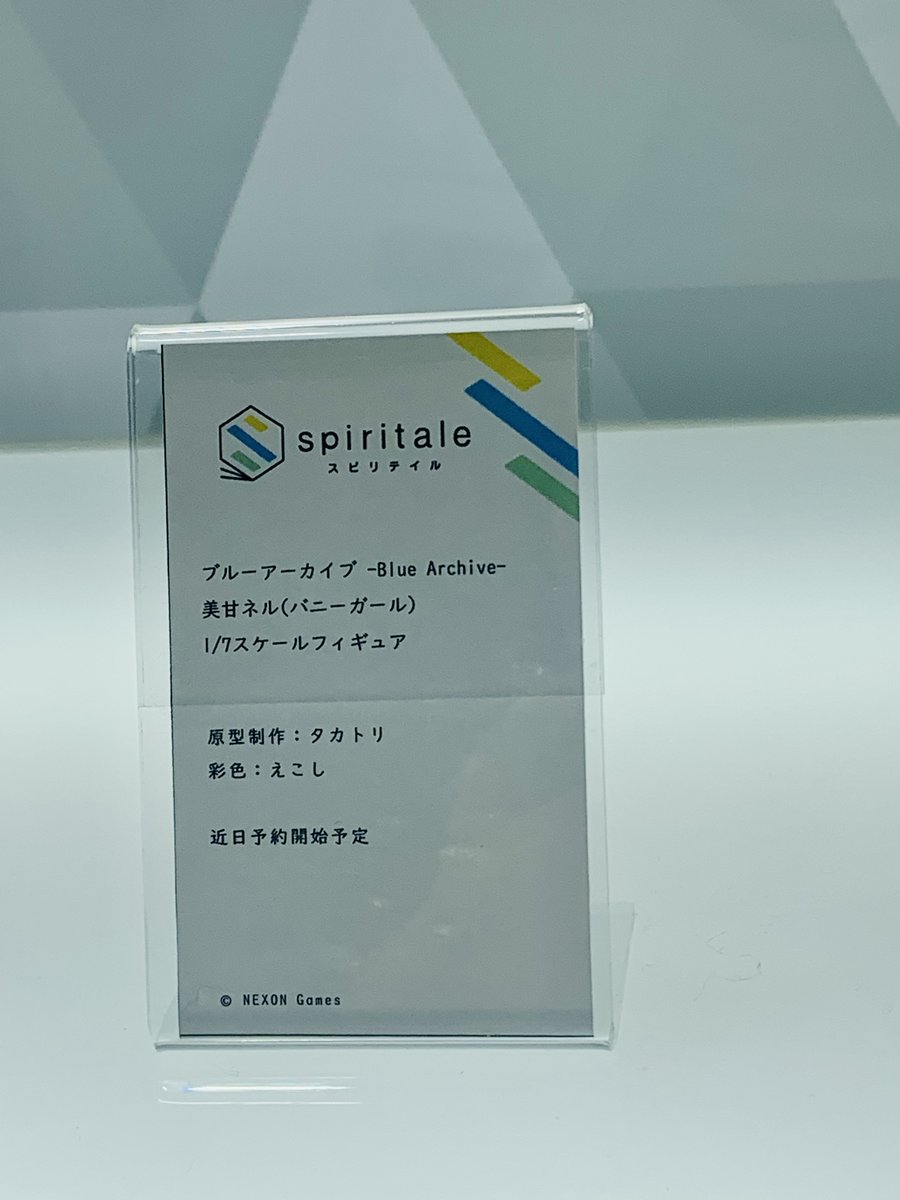 spiritale
スピリテイル
ブルーアーカイブ -Blue Archive-
美甘ネル(バニーガール)
1/7スケールフィギュア
原型制作：タカトリ
彩色：えこし
近日予約開始予定
© NEXON Games